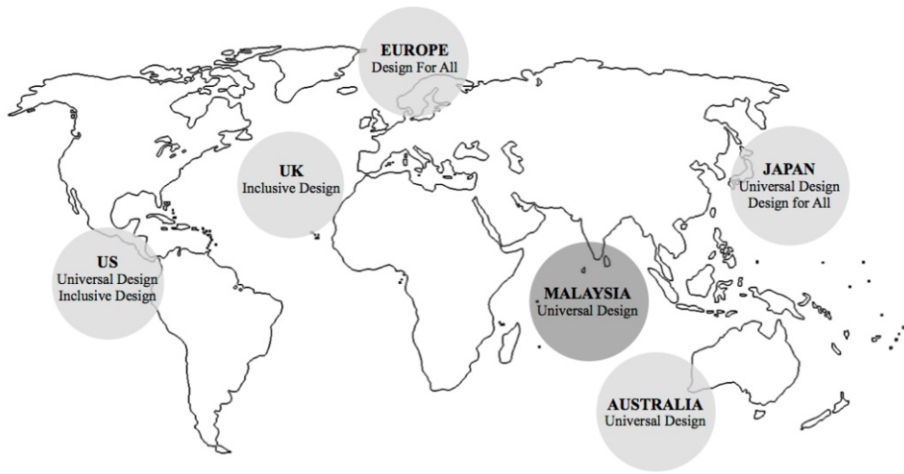 EUROPE
Design For All
UK
Inclusive Design
JAPAN
Universal Design
Design for All
US
Universal Design
Inclusive Design
MALAYSIA
Universal Design
AUSTRALIA
Universal Design